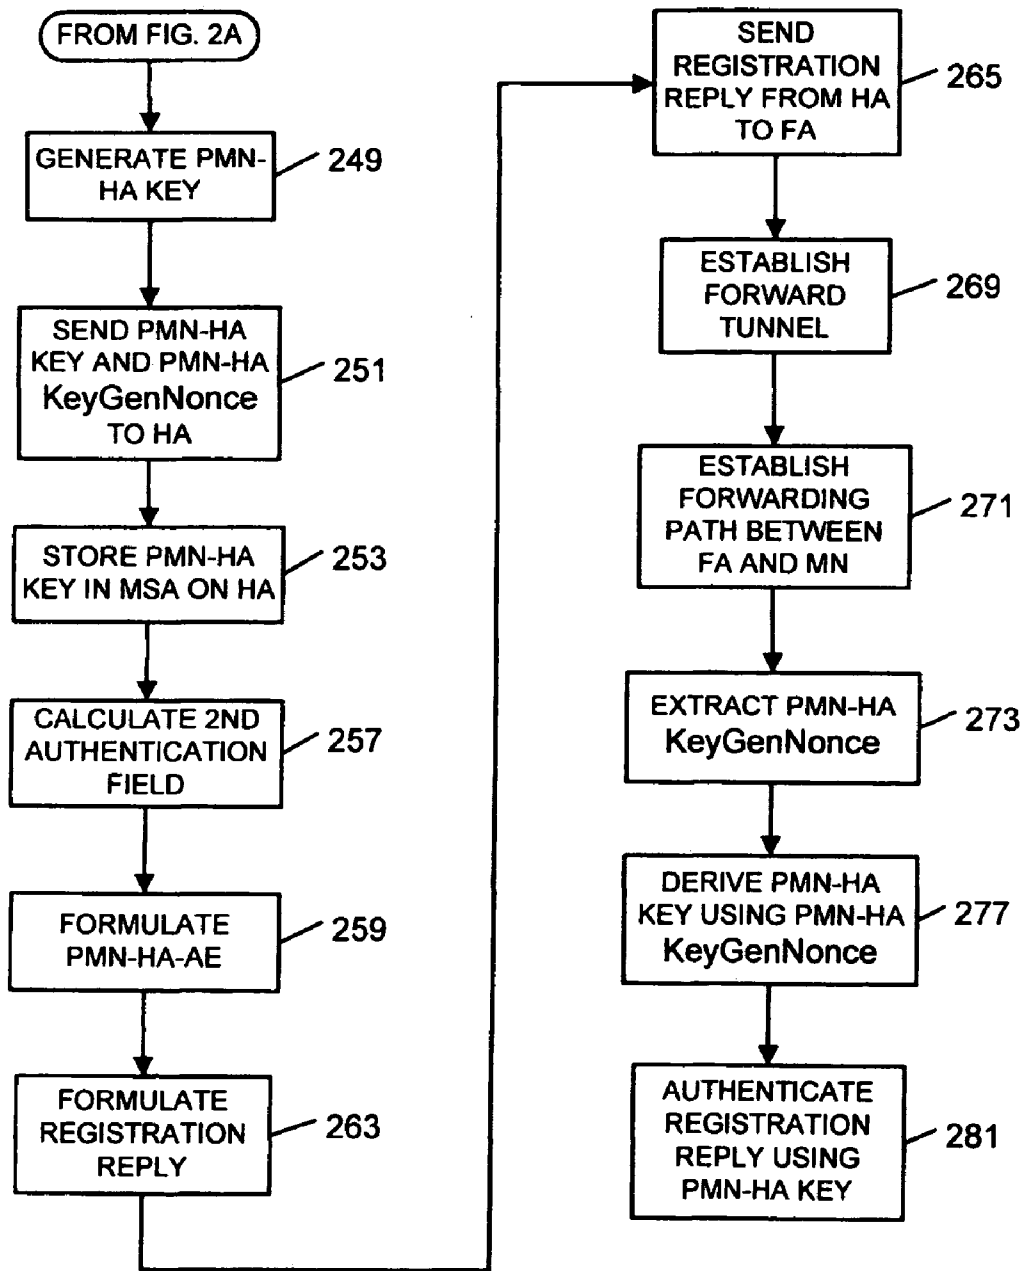 FROM FIG. 2A
GENERATE PMN-
HA KEY
249
SEND PMN-HA
KEY AND PMN-HA
KeyGenNonce
TO HA
251
STORE PMN-HA
KEY IN MSA ON HA
253
CALCULATE 2ND
AUTHENTICATION
FIELD
257
FORMULATE
PMN-HA-AE
259
FORMULATE
REGISTRATION
REPLY
263
SEND
REGISTRATION
REPLY FROM HA
TO FA
265
ESTABLISH
FORWARD
TUNNEL
269
ESTABLISH
FORWARDING
PATH BETWEEN
FA AND MN
271
EXTRACT PMN-HA
KeyGenNonce
273
DERIVE PMN-HA
KEY USING PMN-HA
KeyGenNonce
277
AUTHENTICATE
REGISTRATION
REPLY USING
PMN-HA KEY
281